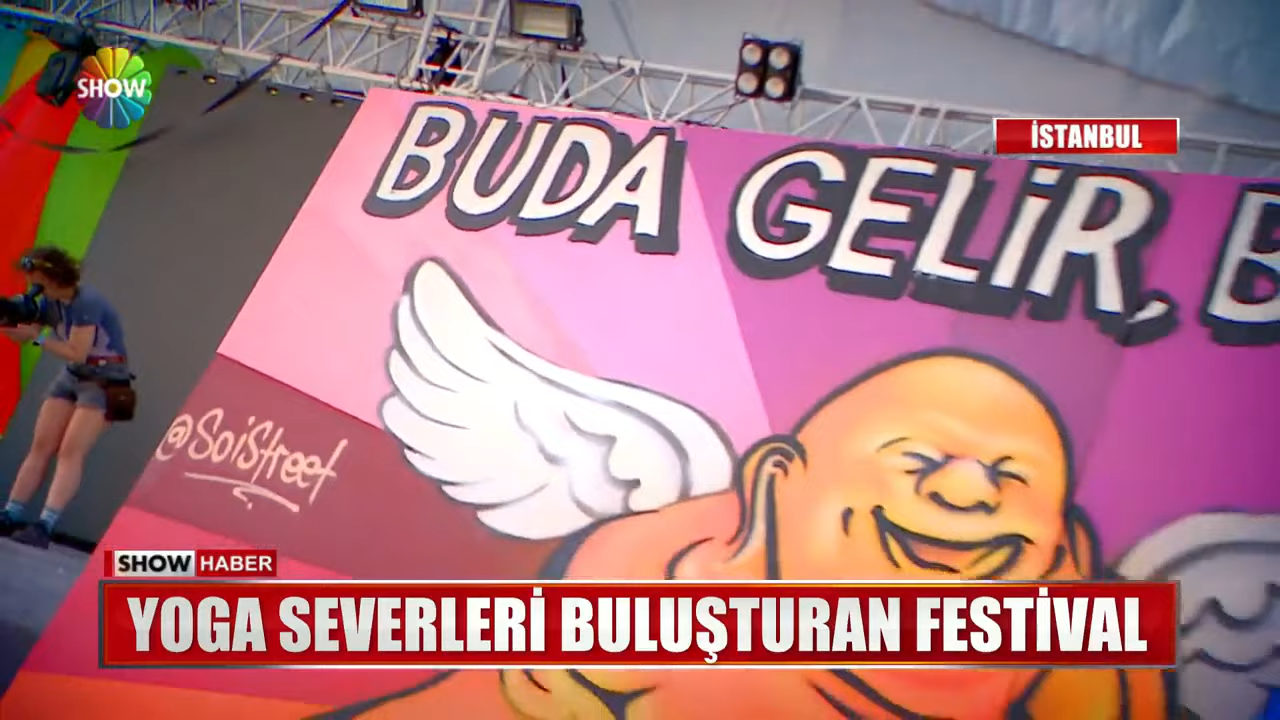 SHOW
İSTANBUL
BUDA GELİR, B
@SoiStreet
SHOW HABER
YOGA SEVERLERİ BULUŞTURAN FESTİVAL